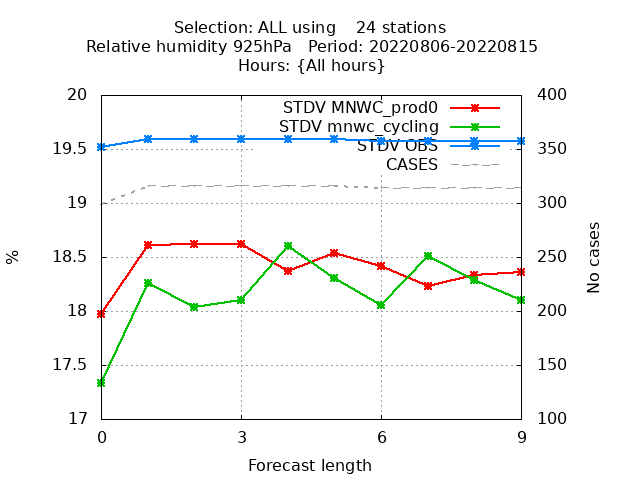 Selection: ALL using    24 stations
Relative humidity 925hPa   Period: 20220806-20220815
Hours: {All hours}
20 400
STDV MNWC_prod0
STDV mnwc_cycling
19.5 STDV OBS 350
CASES
19 300
% 18.5 250 No cases
18 200
17.5 150
17 100
0 3 6 9
Forecast length